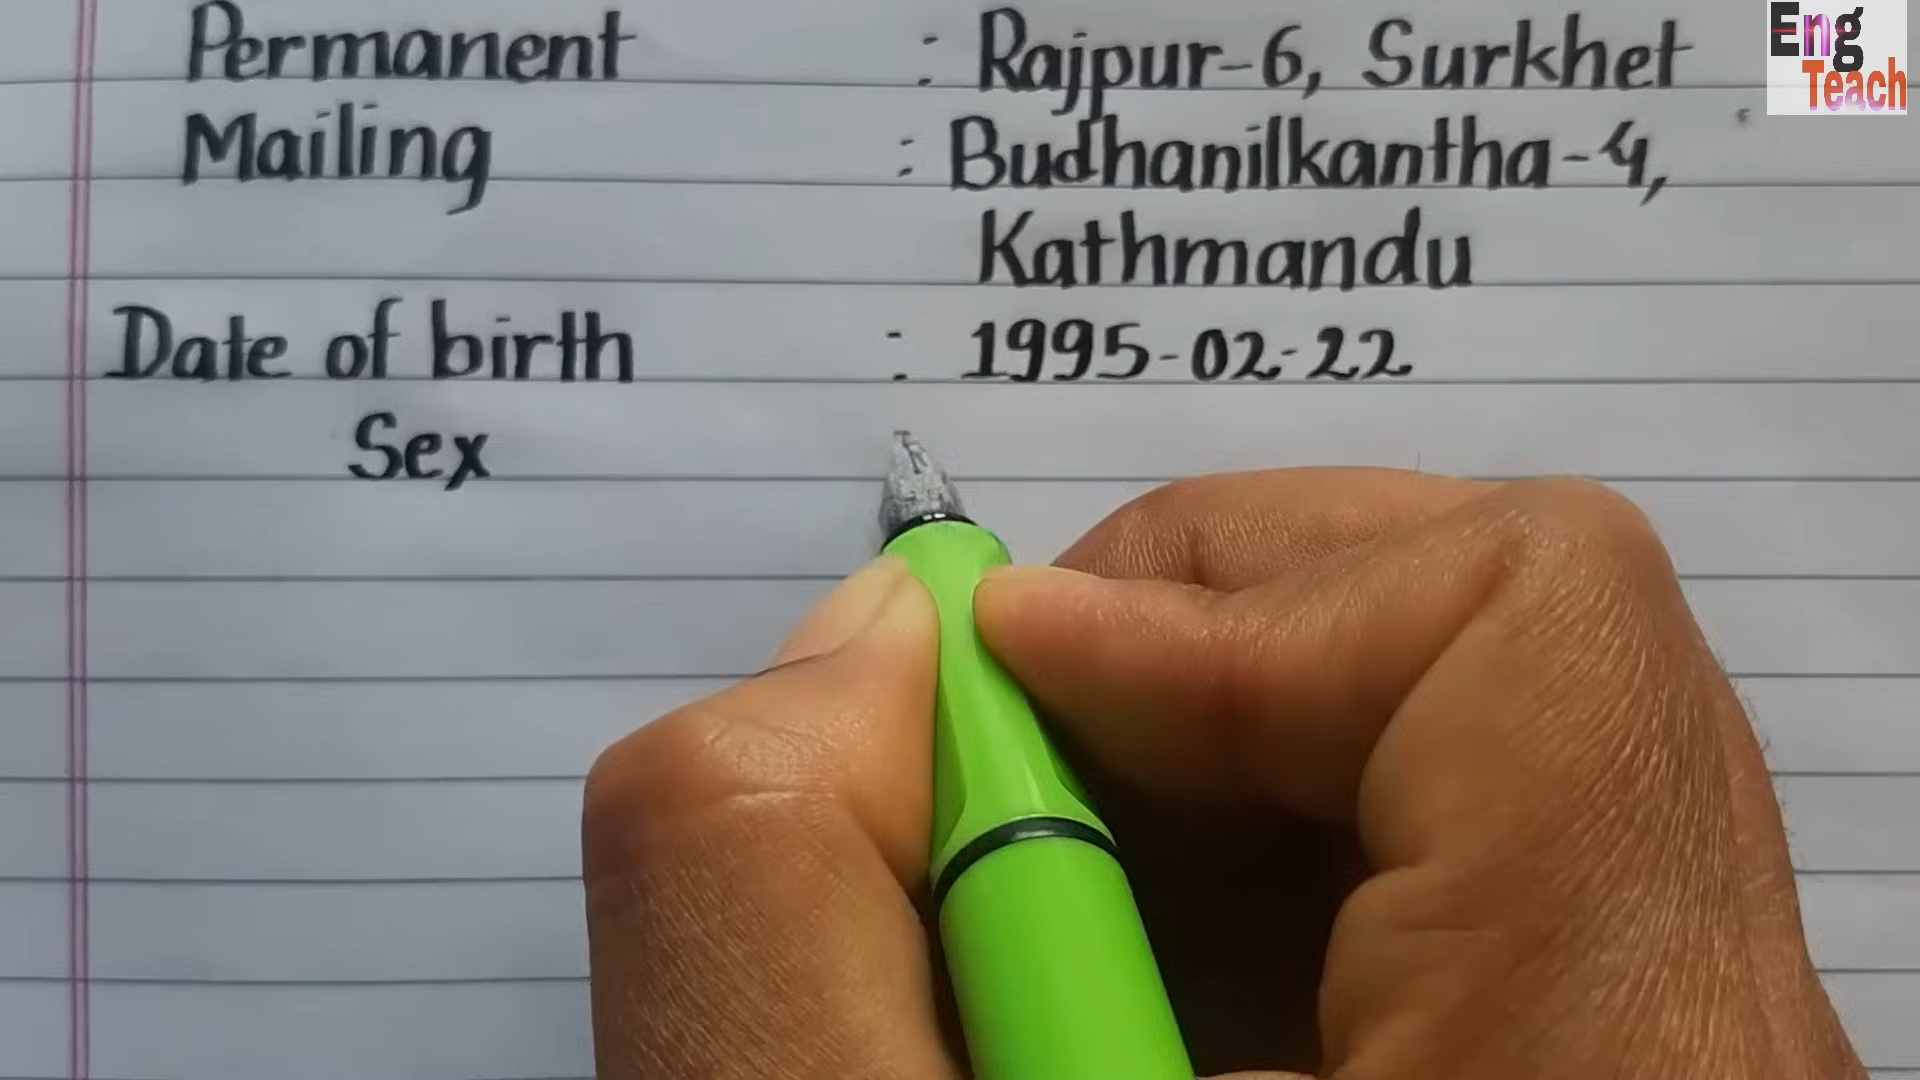 Permanent : Rajpur-6, Surkhet
Mailing : Budhanilkantha-4,
Kathmandu
Date of birth : 1995-02-22
Sex
Eng
Teach